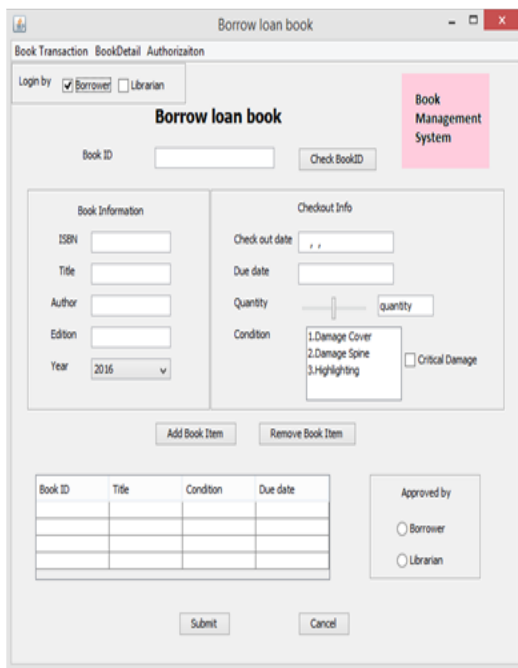 Borrow loan book
Book Transaction BookDetail Authorizaiton
Login by Borrower Librarian
Book
Management
System
Borrow loan book
Book ID Check BookID
Book Information
ISBN
Title
Author
Edition
Year 2016
Checkout Info
Check out date , ,
Due date
Quantity quantity
Condition
1.Damage Cover
2.Damage Spine
3.Highlighting
Critical Damage
Add Book Item Remove Book Item
Book ID Title Condition Due date
Approved by
Borrower
Librarian
Submit Cancel